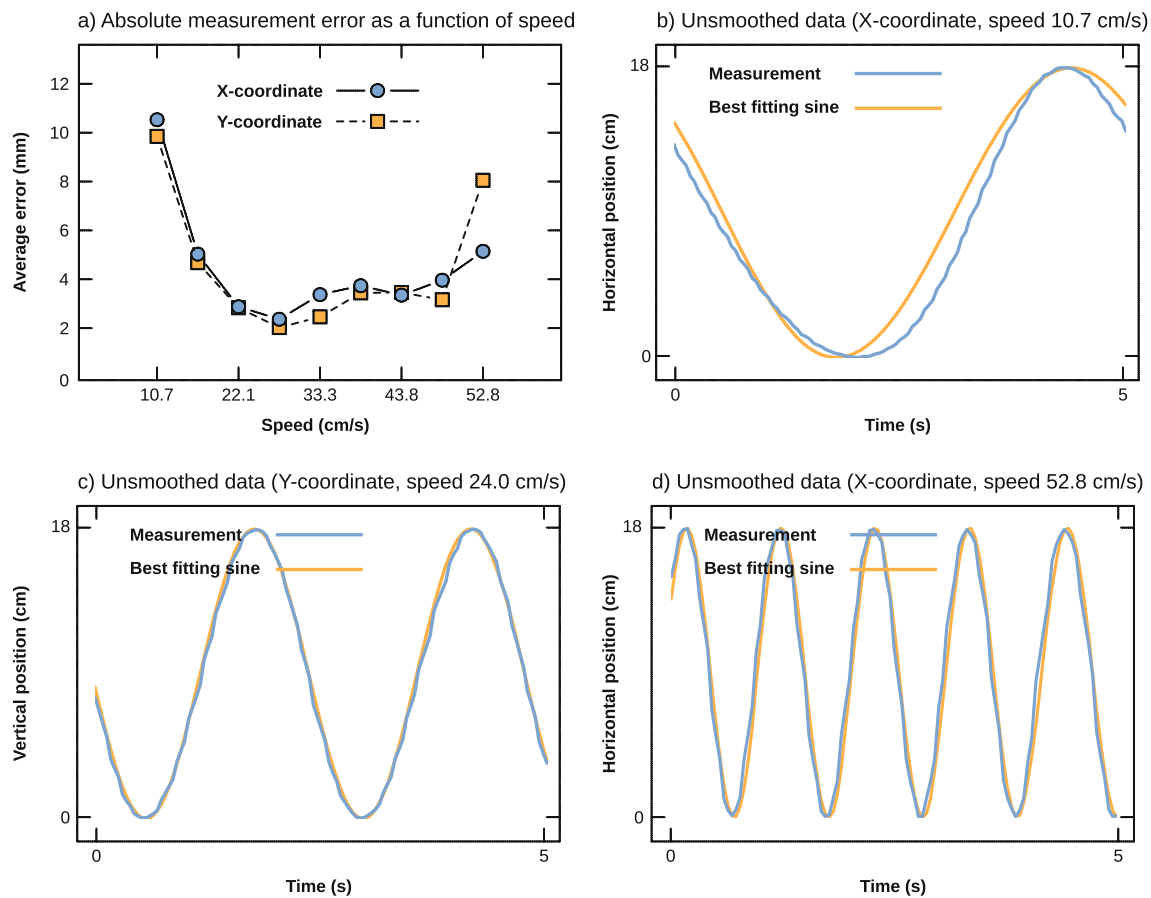 a) Absolute measurement error as a function of speed
12
10
8
6
4
2
0
Average error (mm)
X-coordinate
Y-coordinate
10.7 22.1 33.3 43.8 52.8
Speed (cm/s)
b) Unsmoothed data (X-coordinate, speed 10.7 cm/s)
18
0
Horizontal position (cm)
Measurement
Best fitting sine
0 5
Time (s)
c) Unsmoothed data (Y-coordinate, speed 24.0 cm/s)
18
0
Vertical position (cm)
Measurement
Best fitting sine
0 5
Time (s)
d) Unsmoothed data (X-coordinate, speed 52.8 cm/s)
18
0
Horizontal position (cm)
Measurement
Best fitting sine
0 5
Time (s)